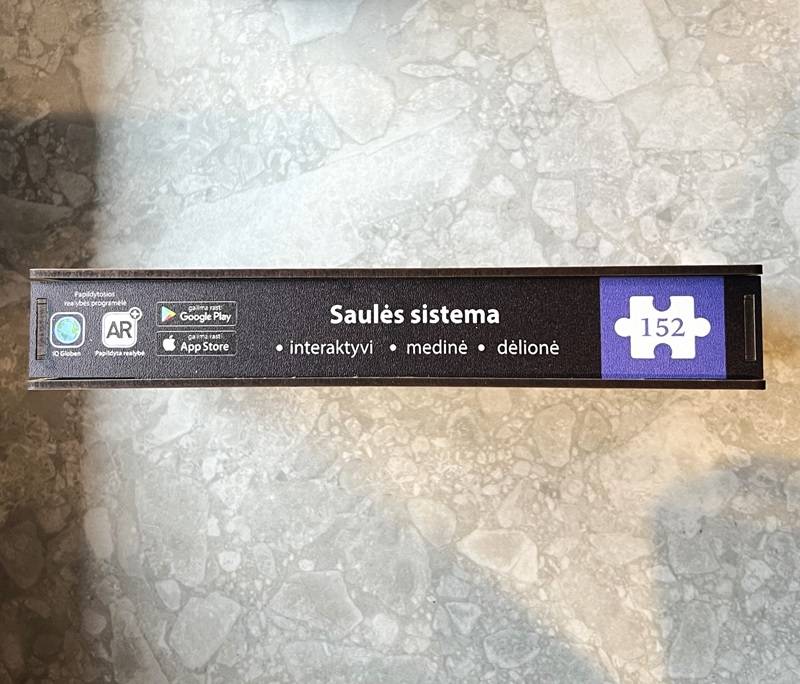 Papildytosios
realybės programėlė
IQ Globen
AR
Papildyta realybė
galima rasti
Google Play
galima rasti
App Store
Saulės sistema
• interaktyvi • medinė • dėlionė
152